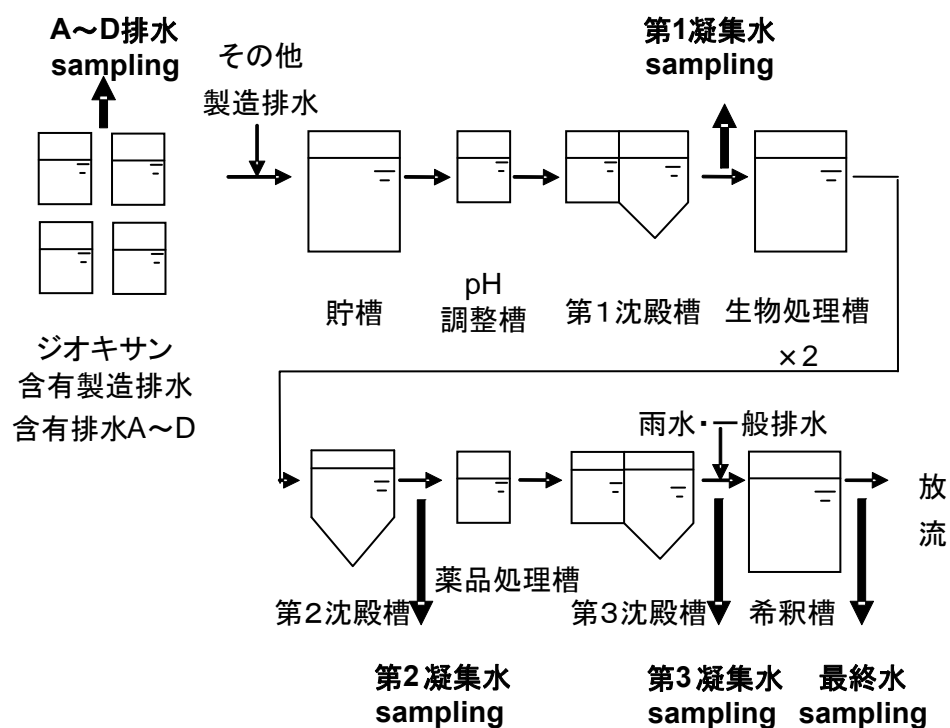 A～D排水
sampling
その他
製造排水
第1凝集水
sampling
貯槽
pH
調整槽
第1沈殿槽
生物処理槽
×2
ジオキサン
含有製造排水
含有排水A～D
雨水・一般排水
放
流
第2沈殿槽
薬品処理槽
第3沈殿槽
希釈槽
第2凝集水
sampling
第3凝集水
sampling
最終水
sampling